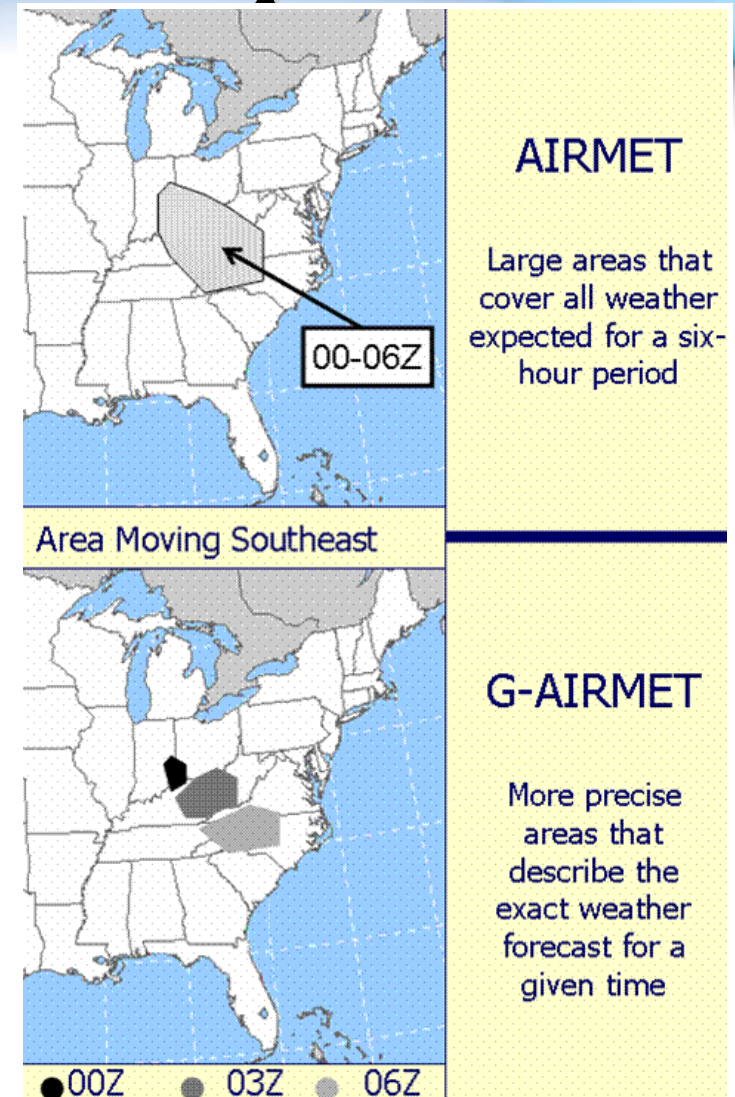 AIRMET
Large areas that
cover all weather
expected for a six-
hour period
00-06Z
Area Moving Southeast
G-AIRMET
More precise
areas that
describe the
exact weather
forecast for a
given time
00Z 03Z 06Z